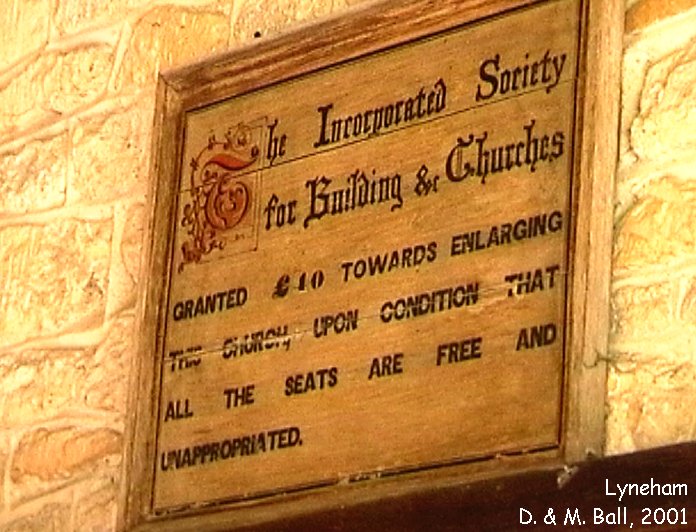 The Incorporated Society
for Building &c Churches
GRANTED £10 TOWARDS ENLARGING
THIS CHURCH, UPON CONDITION THAT
ALL THE SEATS ARE FREE AND
UNAPPROPRIATED.
Lyneham
D. & M. Ball, 2001